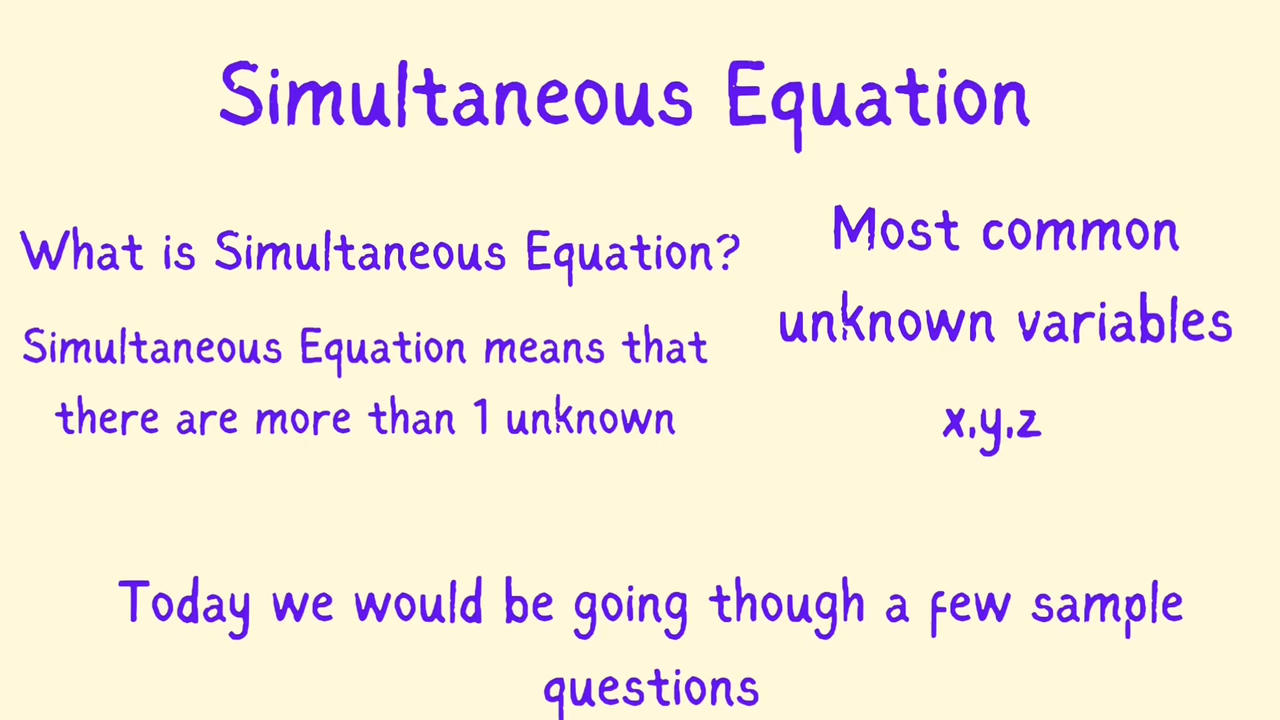 Simultaneous Equation
What is Simultaneous Equation?
Simultaneous Equation means that
there are more than 1 unknown
Most common
unknown variables
x,y,z
Today we would be going though a few sample
questions